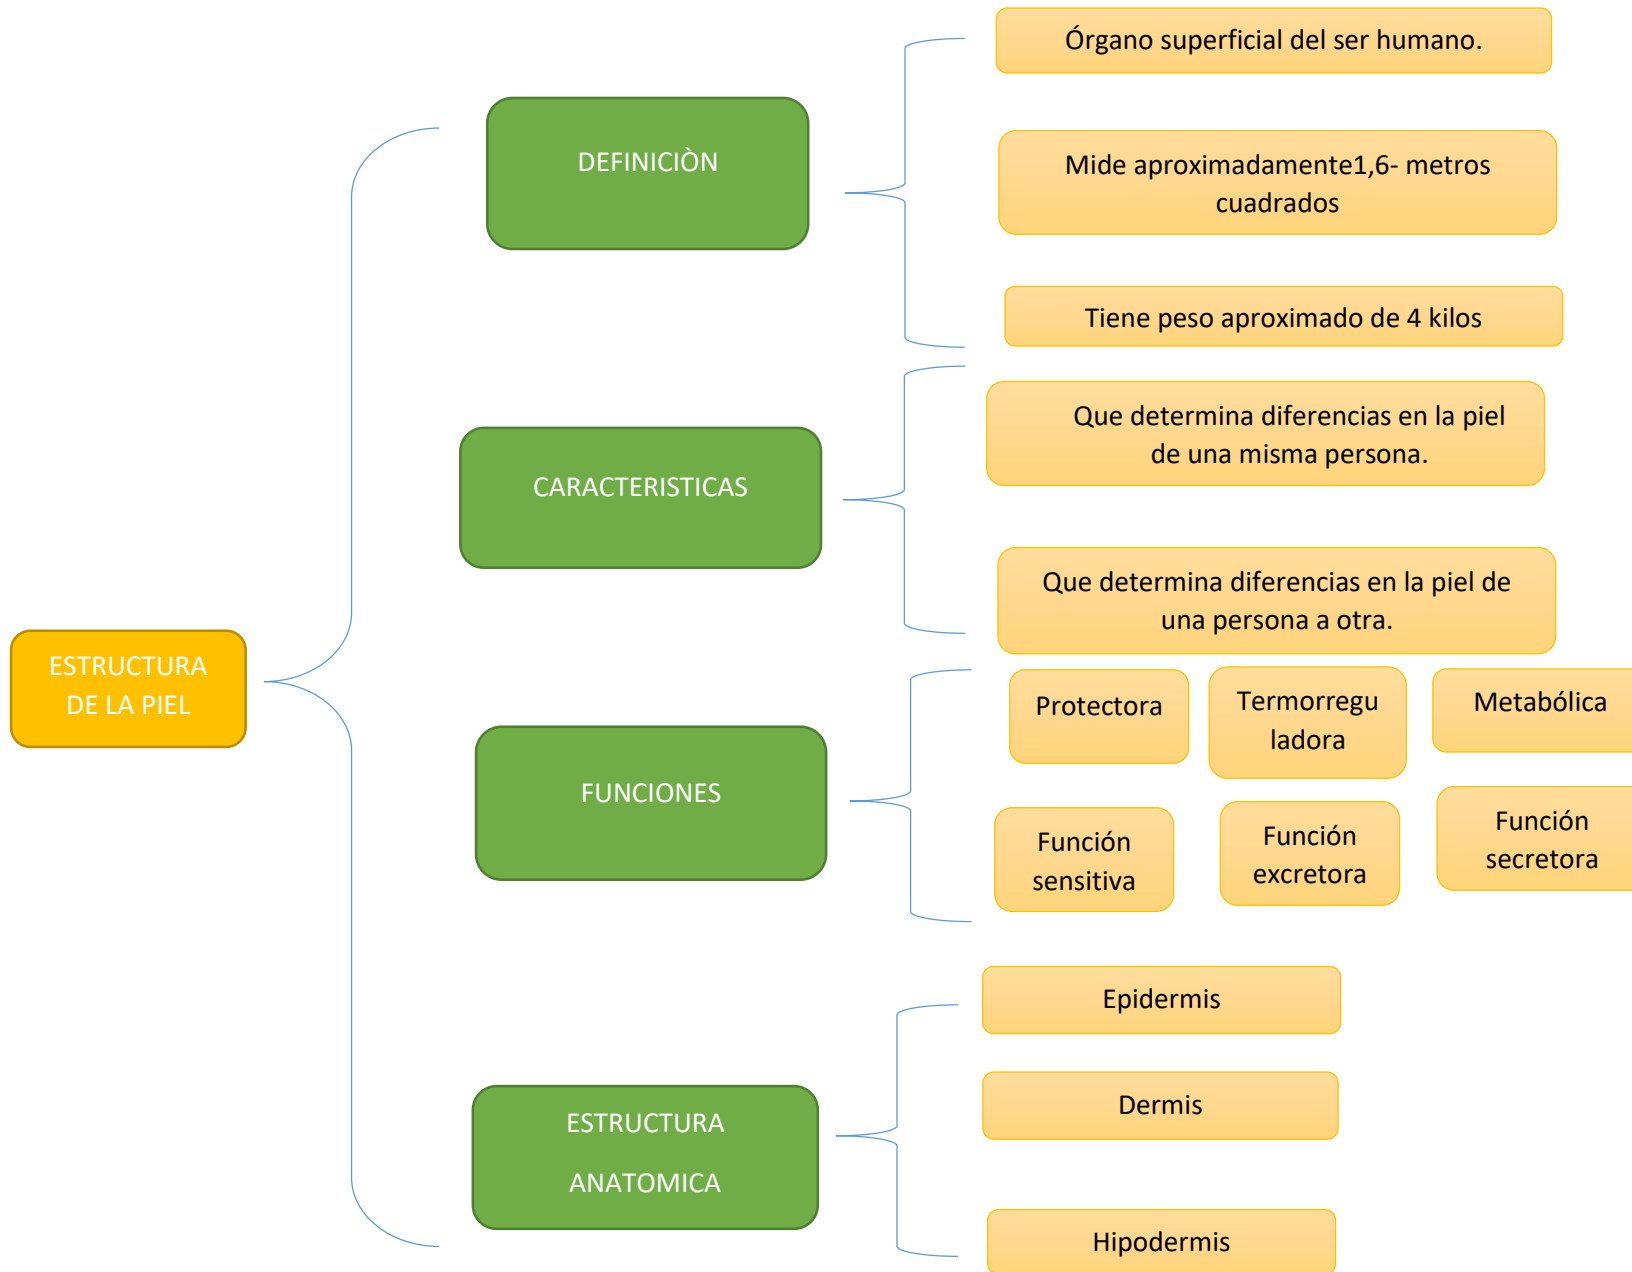 Órgano superficial del ser humano.
DEFINICIÒN
Mide aproximadamente1,6- metros
cuadrados
Tiene peso aproximado de 4 kilos
CARACTERISTICAS
Que determina diferencias en la piel
de una misma persona.
Que determina diferencias en la piel de
una persona a otra.
ESTRUCTURA
DE LA PIEL
FUNCIONES
Protectora
Termorregu
ladora
Metabólica
Función
sensitiva
Función
excretora
Función
secretora
ESTRUCTURA
ANATOMICA
Epidermis
Dermis
Hipodermis